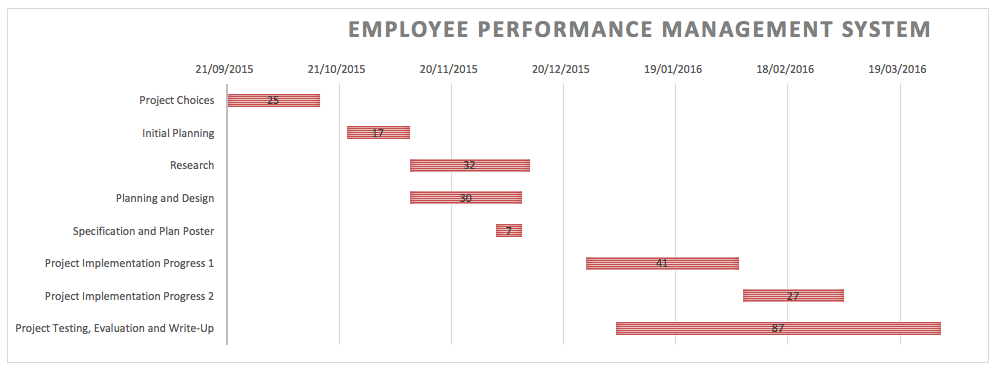 EMPLOYEE PERFORMANCE MANAGEMENT SYSTEM
21/09/2015 21/10/2015 20/11/2015 20/12/2015 19/01/2016 18/02/2016 19/03/2016
Project Choices 25
Initial Planning 17
Research 32
Planning and Design 30
Specification and Plan Poster 7
Project Implementation Progress 1 41
Project Implementation Progress 2 27
Project Testing, Evaluation and Write-Up 87